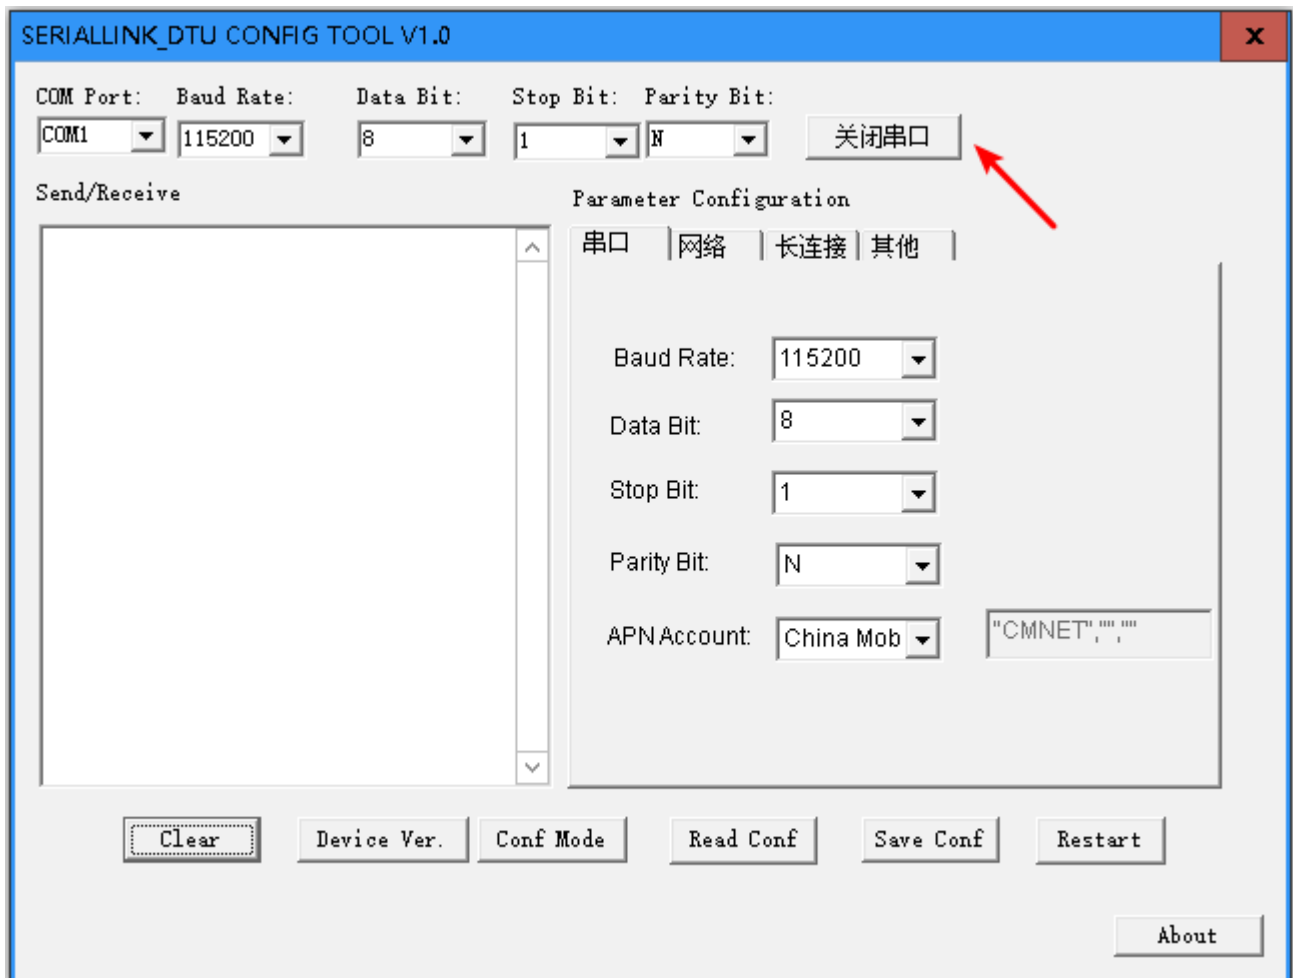 SERIALLINK_DTU CONFIG TOOL V1.0
x
COM Port: Baud Rate: Data Bit: Stop Bit: Parity Bit:
COM1 115200 8 1 N 关闭串口
Send/Receive
Parameter Configuration
串口 网络 长连接 其他
Baud Rate: 115200
Data Bit: 8
Stop Bit: 1
Parity Bit: N
APN Account: China Mob "CMNET","",""
Clear Device Ver. Conf Mode Read Conf Save Conf Restart
About